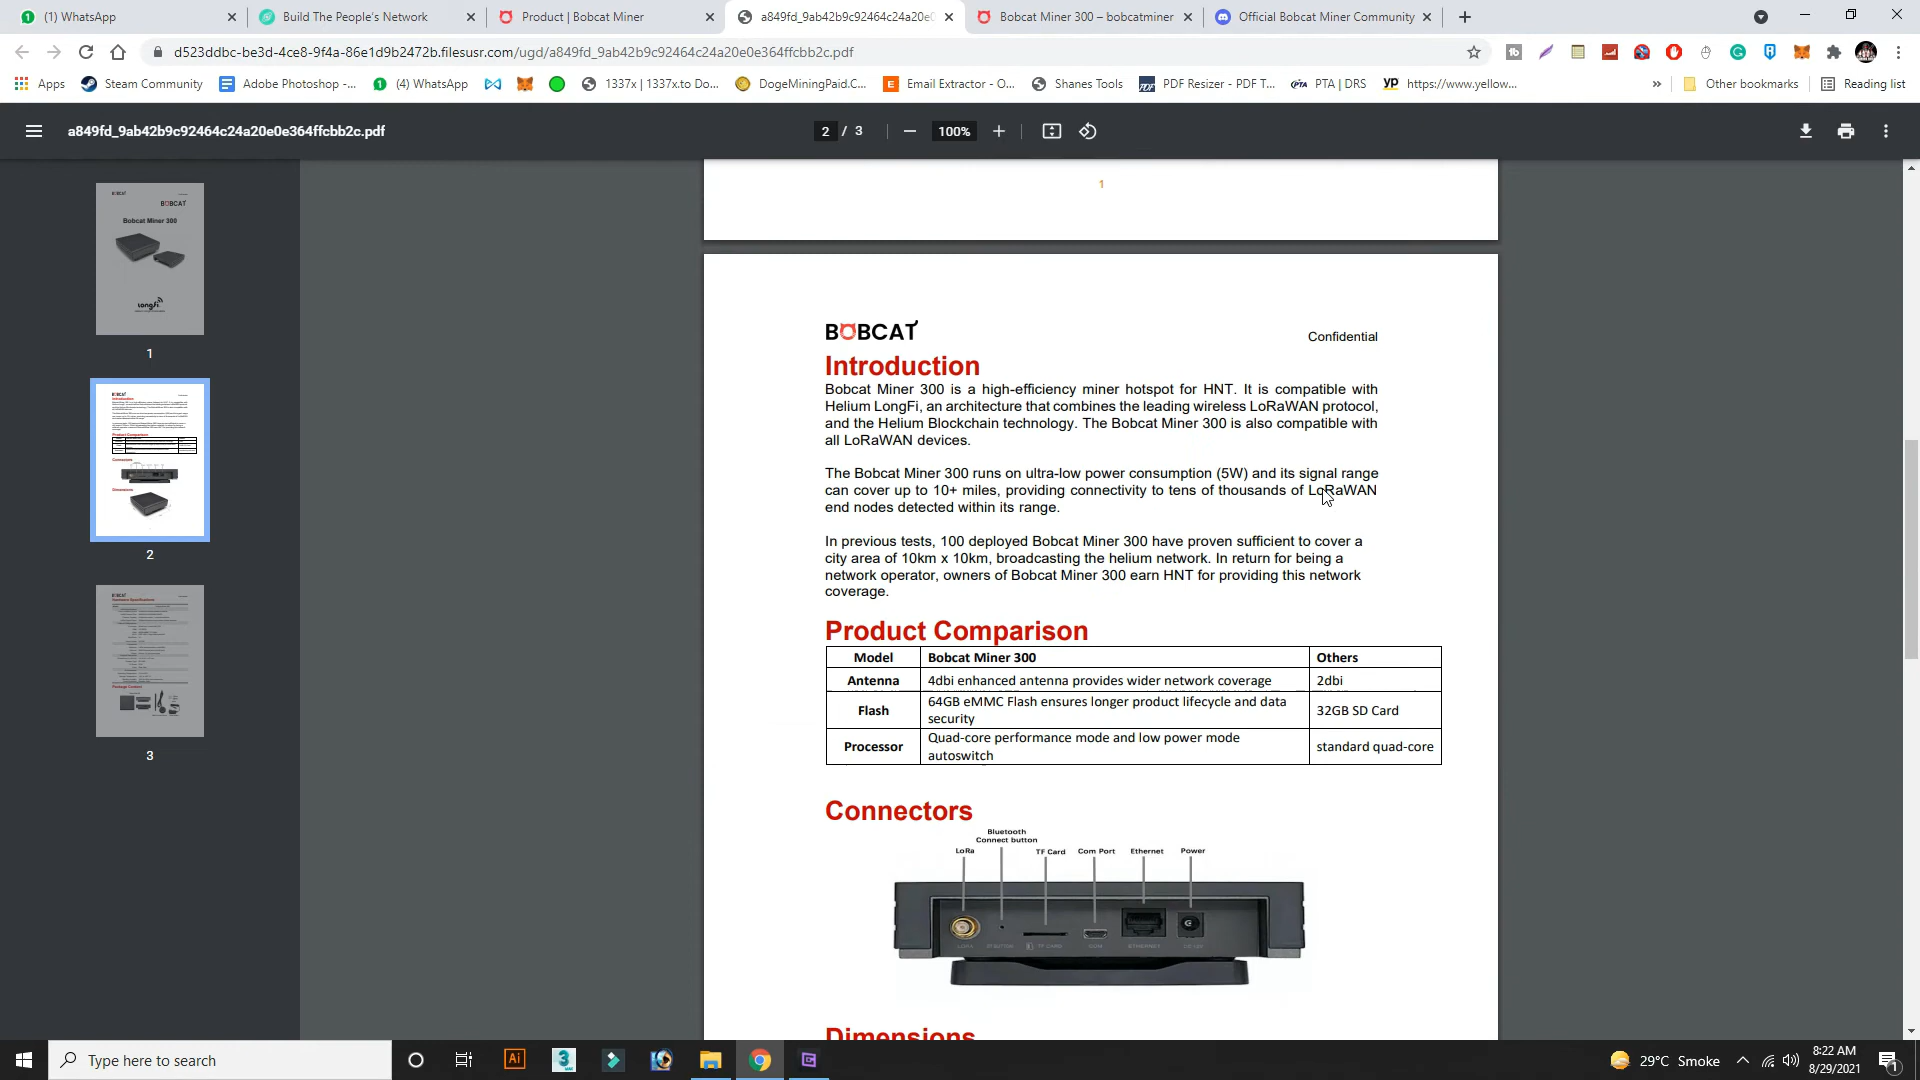 (1) WhatsApp
Build The People's Network
Product | Bobcat Miner
a849fd_9ab42b9c92464c24a20e0
Bobcat Miner 300 – bobcatminer
Official Bobcat Miner Community
d523ddbc-be3d-4ce8-9f4a-86e1d9b2472b.filesusr.com/ugd/a849fd_9ab42b9c92464c24a20e0e364ffcbb2c.pdf
Apps
Steam Community
Adobe Photoshop -...
(4) WhatsApp
1337x | 1337x.to Do...
DogeMiningPaid.C...
Email Extractor - O...
Shanes Tools
PDF Resizer - PDF T...
PTA | DRS
https://www.yellow...
»
Other bookmarks
Reading list
a849fd_9ab42b9c92464c24a20e0e364ffcbb2c.pdf
2 / 3
100%
BOBCAT
Bobcat Miner 300
longfi
1
2
3
1
BOBCAT
Confidential
Introduction
Bobcat Miner 300 is a high-efficiency miner hotspot for HNT. It is compatible with
Helium LongFi, an architecture that combines the leading wireless LoRaWAN protocol,
and the Helium Blockchain technology. The Bobcat Miner 300 is also compatible with
all LoRaWAN devices.
The Bobcat Miner 300 runs on ultra-low power consumption (5W) and its signal range
can cover up to 10+ miles, providing connectivity to tens of thousands of LoRaWAN
end nodes detected within its range.
In previous tests, 100 deployed Bobcat Miner 300 have proven sufficient to cover a
city area of 10km x 10km, broadcasting the helium network. In return for being a
network operator, owners of Bobcat Miner 300 earn HNT for providing this network
coverage.
Product Comparison
Model Bobcat Miner 300 Others
Antenna 4dbi enhanced antenna provides wider network coverage 2dbi
Flash 64GB eMMC Flash ensures longer product lifecycle and data
security 32GB SD Card
Processor Quad-core performance mode and low power mode
autoswitch standard quad-core
Connectors
Bluetooth
Connect button
LoRa TF Card Com Port Ethernet Power
TF CARD COM ETHERNET
Dimensions
Type here to search
29°C Smoke
8:22 AM
8/29/2021
1